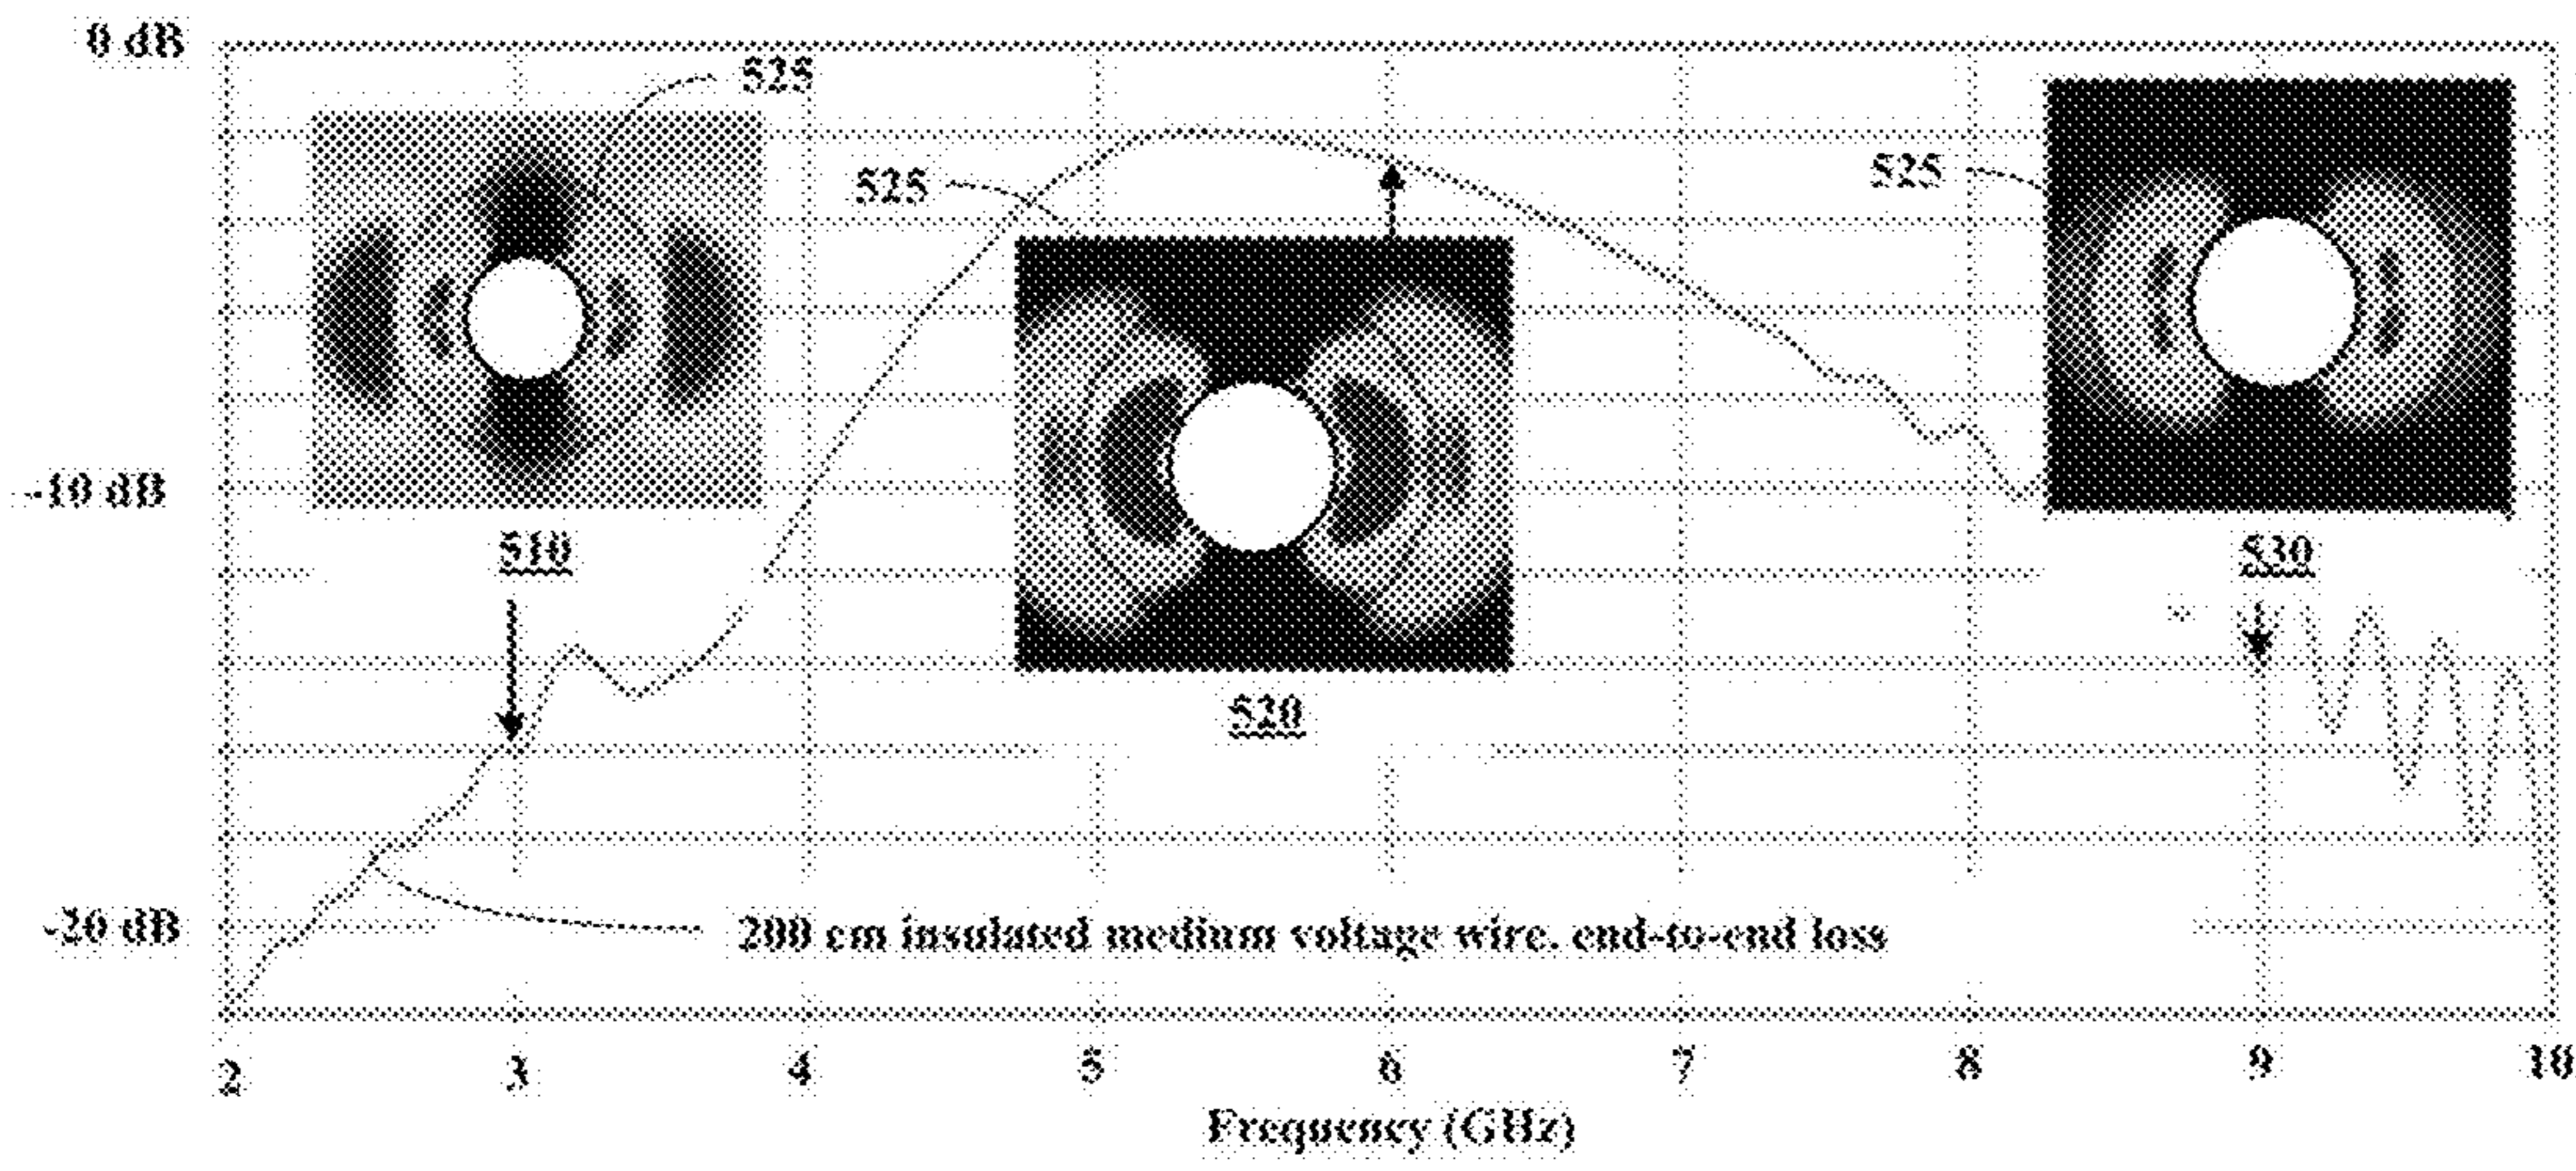 0 dB
525
525
525
-10 dB
510
530
520
-20 dB
200 cm insulated medium voltage wire. end-to-end loss
2 3 4 5 6 7 8 9 10
Frequency (GHz)